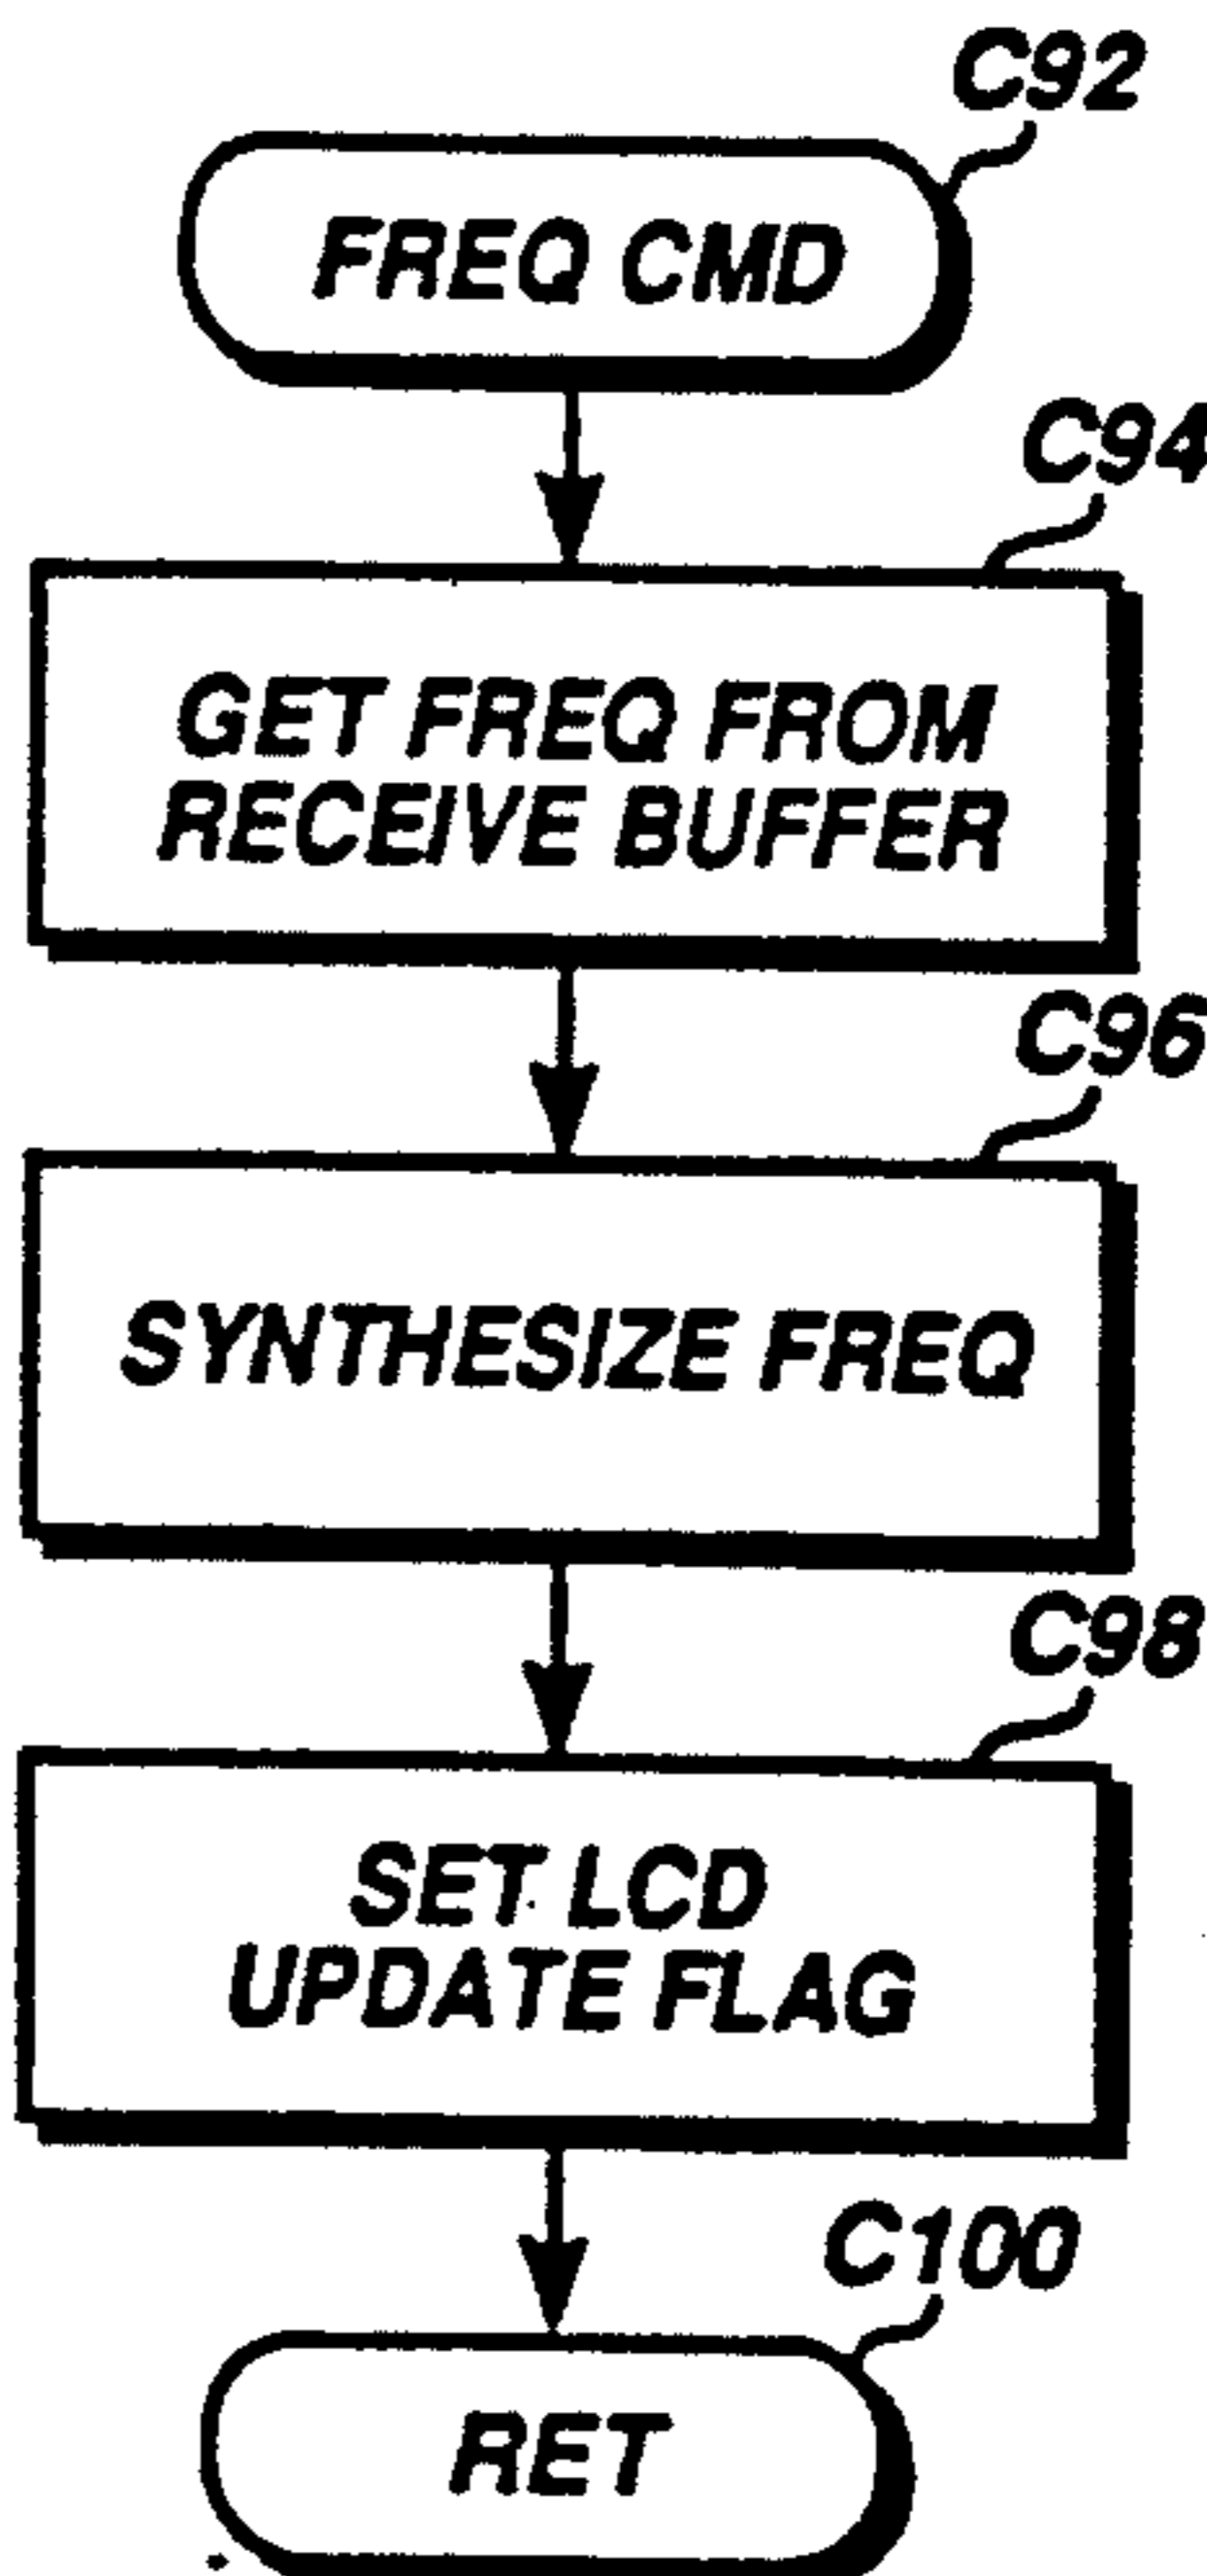 C92
FREQ CMD
C94
GET FREQ FROM
RECEIVE BUFFER
C96
SYNTHESIZE FREQ
C98
SET LCD
UPDATE FLAG
C100
RET